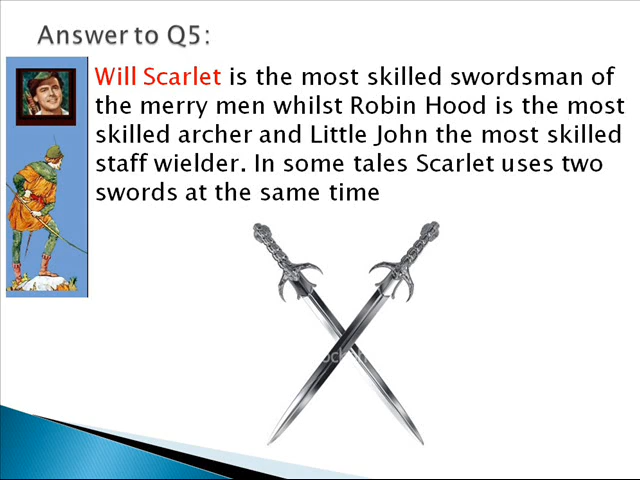 Answer to Q5:
Will Scarlet is the most skilled swordsman of
the merry men whilst Robin Hood is the most
skilled archer and Little John the most skilled
staff wielder. In some tales Scarlet uses two
swords at the same time